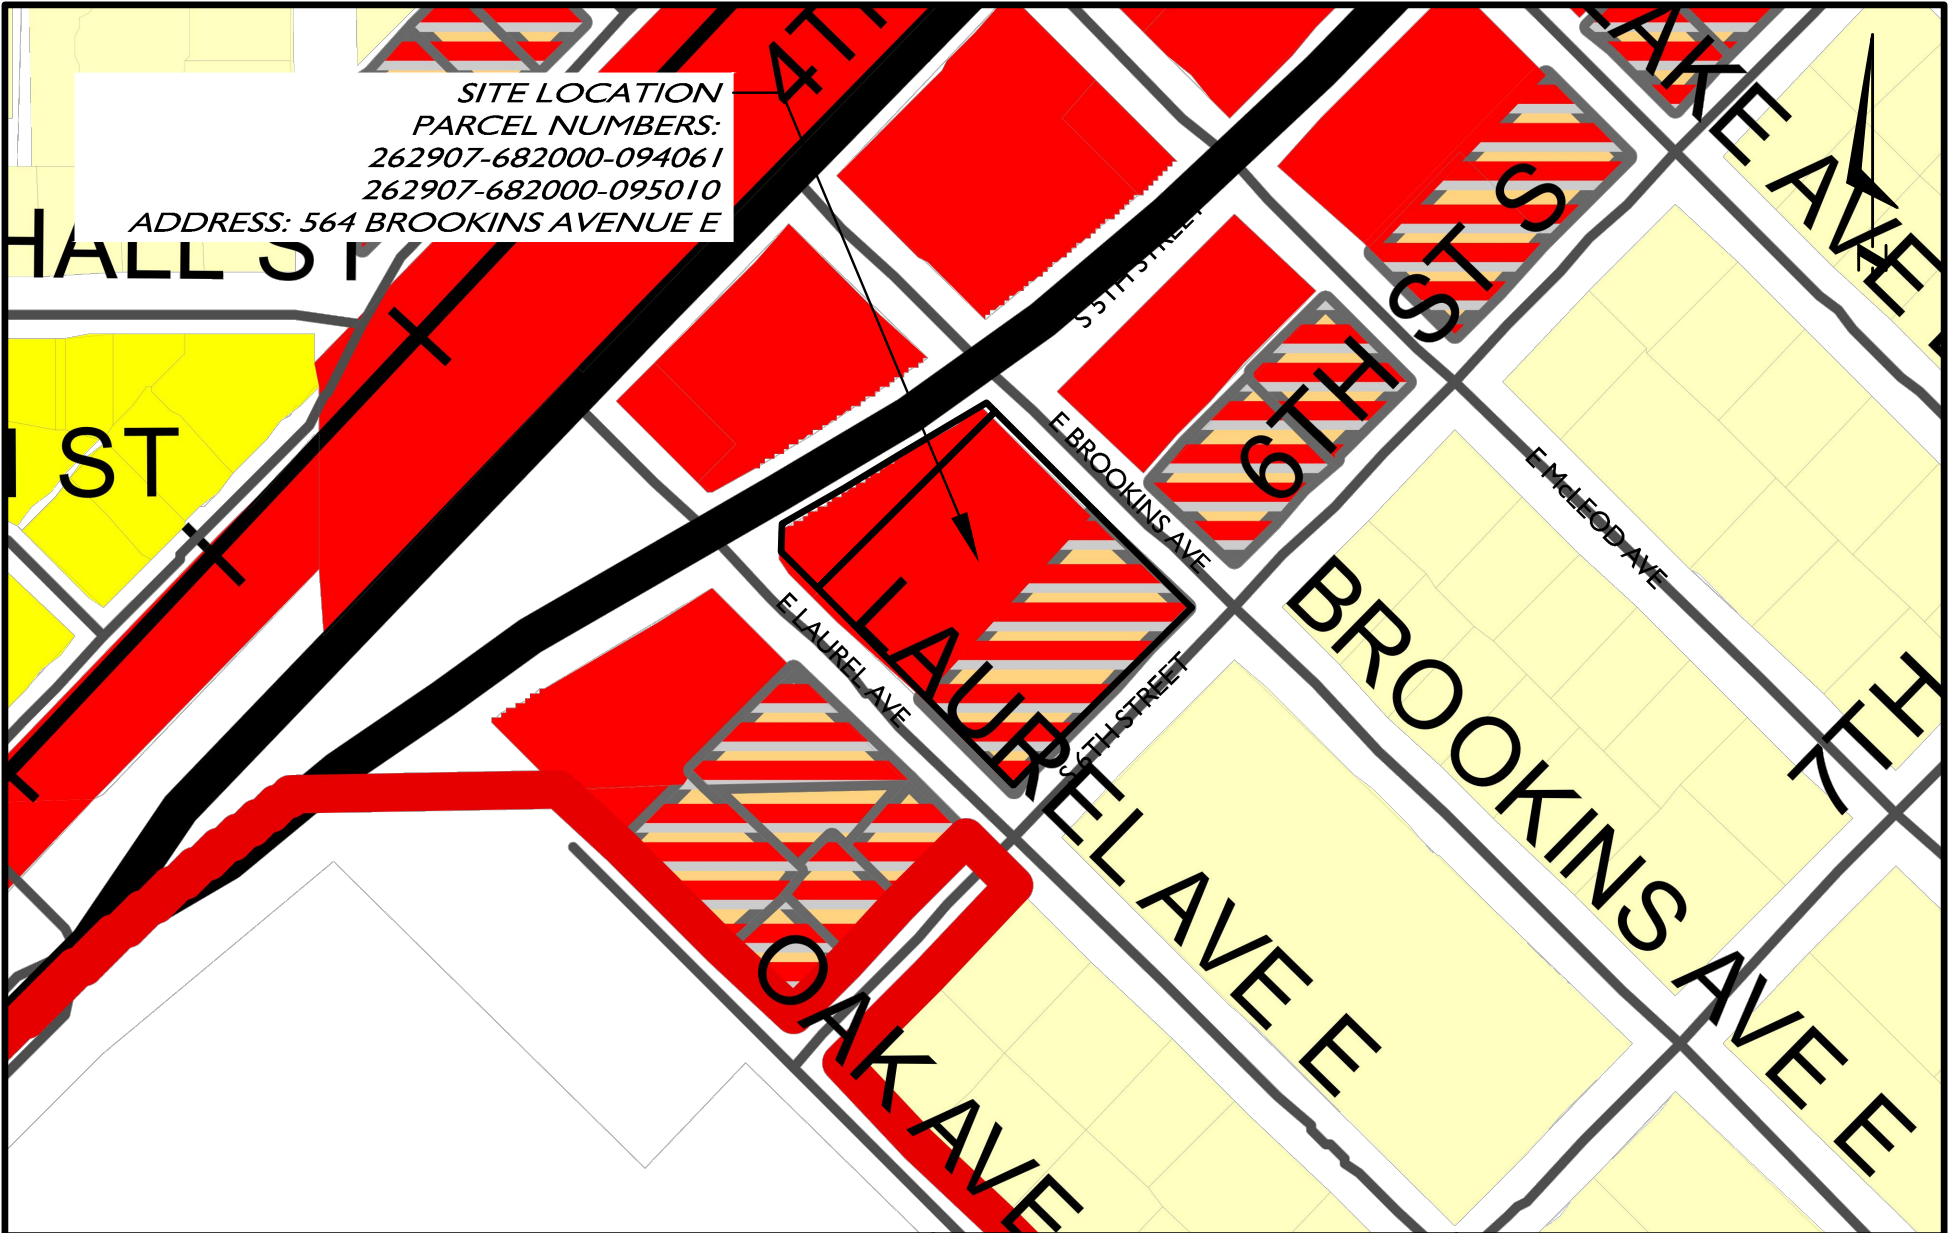 4TH
LAKE AVE E
SITE LOCATION
PARCEL NUMBERS:
262907-682000-094061
262907-682000-095010
ADDRESS: 564 BROOKINS AVENUE E
HALL ST
S 5TH STREET
6TH ST S
ST
E BROOKINS AVE
E McLEOD AVE
E LAUREL AVE
S 6TH STREET
LAUREL AVE E
BROOKINS AVE E
7TH
OAK AVE